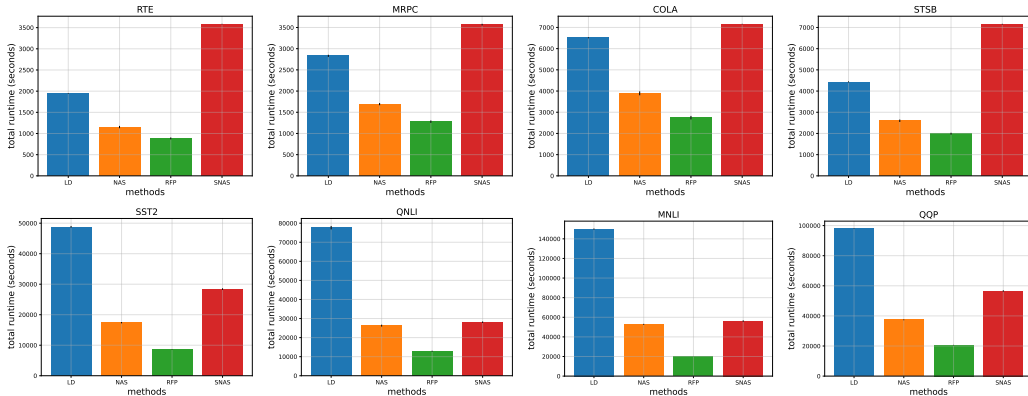 RTE
total runtime (seconds)
3500
3000
2500
2000
1500
1000
500
0
LD NAS RFP SNAS
methods
MRPC
total runtime (seconds)
3500
3000
2500
2000
1500
1000
500
0
LD NAS RFP SNAS
methods
COLA
total runtime (seconds)
7000
6000
5000
4000
3000
2000
1000
0
LD NAS RFP SNAS
methods
STSB
total runtime (seconds)
7000
6000
5000
4000
3000
2000
1000
0
LD NAS RFP SNAS
methods
SST2
total runtime (seconds)
50000
40000
30000
20000
10000
0
LD NAS RFP SNAS
methods
QNLI
total runtime (seconds)
80000
70000
60000
50000
40000
30000
20000
10000
0
LD NAS RFP SNAS
methods
MNLI
total runtime (seconds)
140000
120000
100000
80000
60000
40000
20000
0
LD NAS RFP SNAS
methods
QQP
total runtime (seconds)
100000
80000
60000
40000
20000
0
LD NAS RFP SNAS
methods